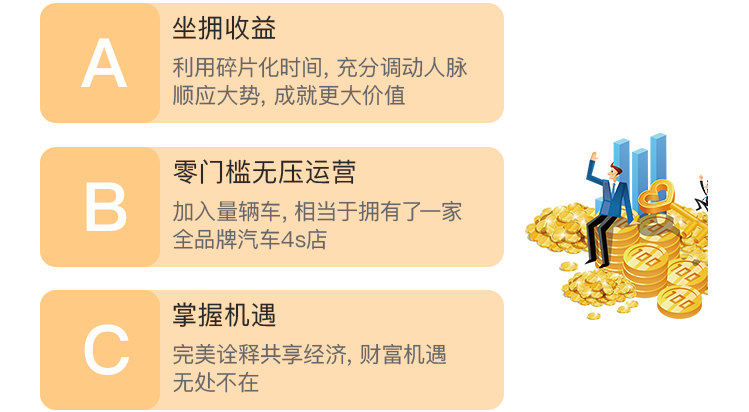 A
坐拥收益
利用碎片化时间, 充分调动人脉
顺应大势, 成就更大价值
B
零门槛无压运营
加入量辆车, 相当于拥有了一家
全品牌汽车4s店
C
掌握机遇
完美诠释共享经济, 财富机遇
无处不在